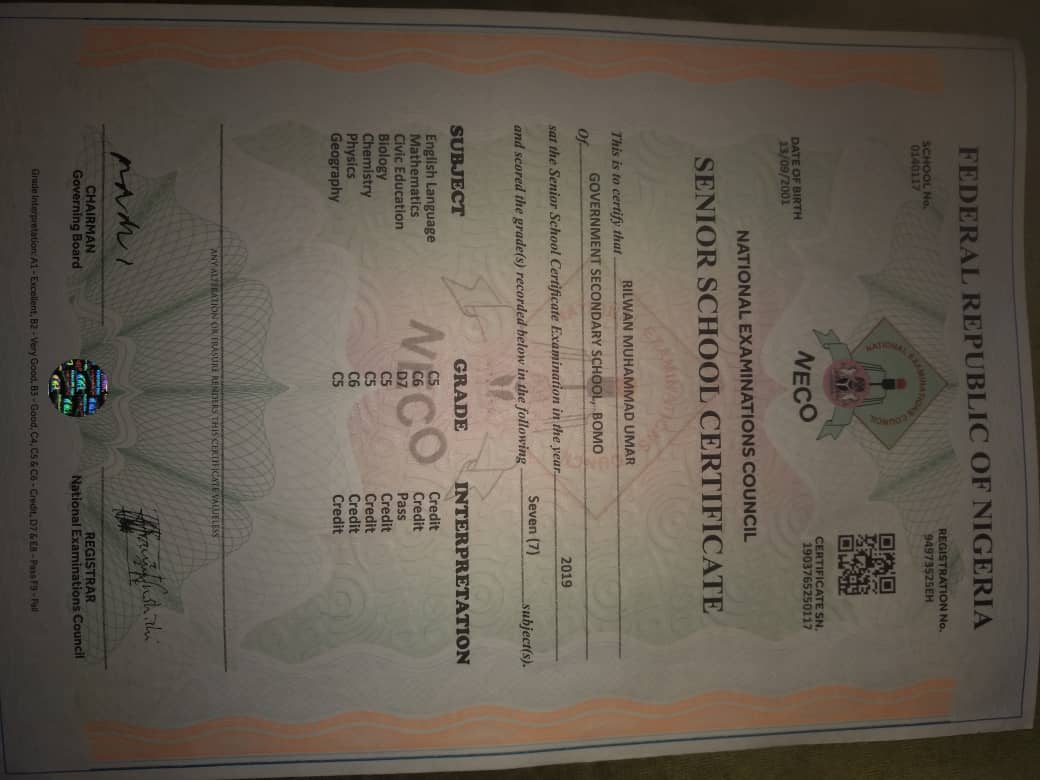 FEDERAL REPUBLIC OF NIGERIA
SCHOOL No.
0140117
REGISTRATION No.
94973525EH
NATIONAL EXAMINATIONS COUNCIL
NECO
DATE OF BIRTH
13/09/2001
CERTIFICATE SN.
1903765250117
NATIONAL EXAMINATIONS COUNCIL
SENIOR SCHOOL CERTIFICATE
This is to certify that RILWAN MUHAMMAD UMAR
Of GOVERNMENT SECONDARY SCHOOL, BOMO
sat the Senior School Certificate Examination in the year 2019
and scored the grade(s) recorded below in the following Seven (7) subject(s).
SUBJECT GRADE INTERPRETATION
English Language C5 Credit
Mathematics C6 Credit
Civic Education D7 Pass
Biology C5 Credit
Chemistry C5 Credit
Physics C6 Credit
Geography C5 Credit
NECO
ANY ALTERATION OR ERASURE RENDERS THIS CERTIFICATE VALUELESS
CHAIRMAN
Governing Board
REGISTRAR
National Examinations Council
Grade Interpretation: A1 - Excellent, B2 - Very Good, B3 - Good, C4, C5 & C6 - Credit, D7 & E8 - Pass F9 - Fail